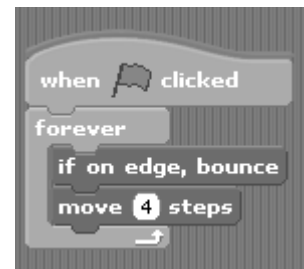 when clicked
forever
if on edge, bounce
move 4 steps